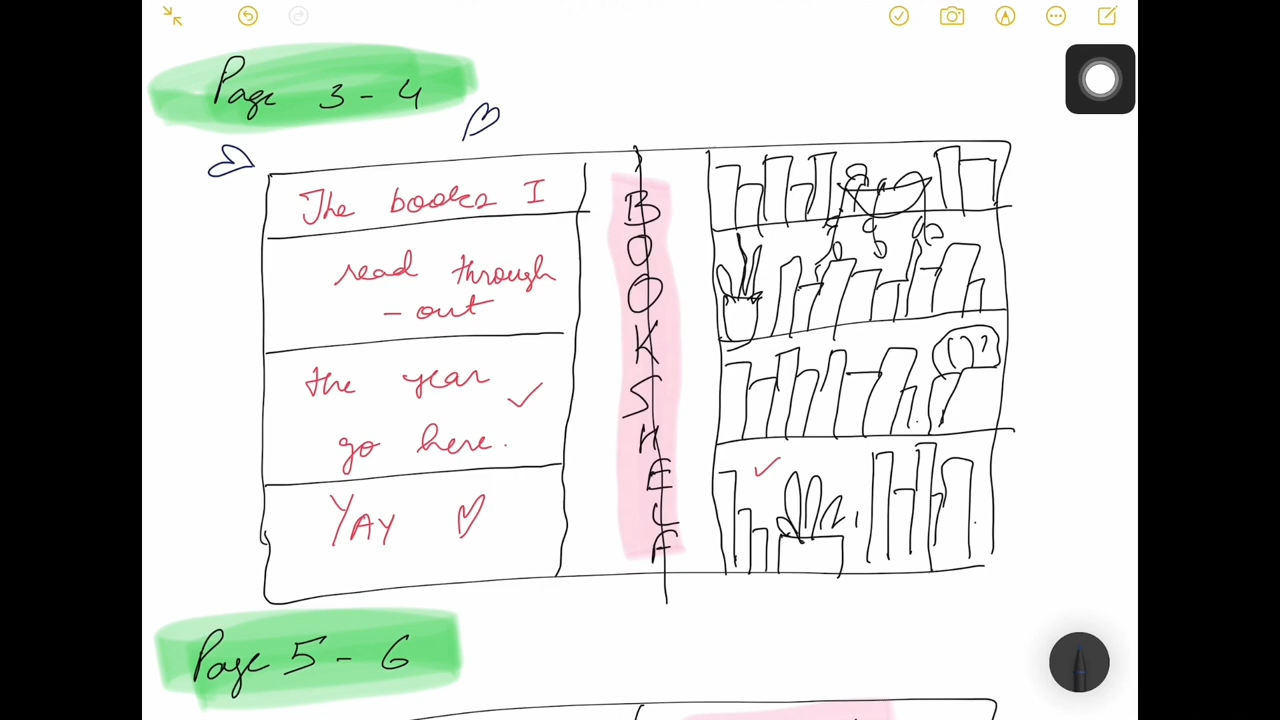 Page 3 - 4
The books I
read through
- out
the year
go here.
YAY
BOOKSHELF
Page 5 - 6